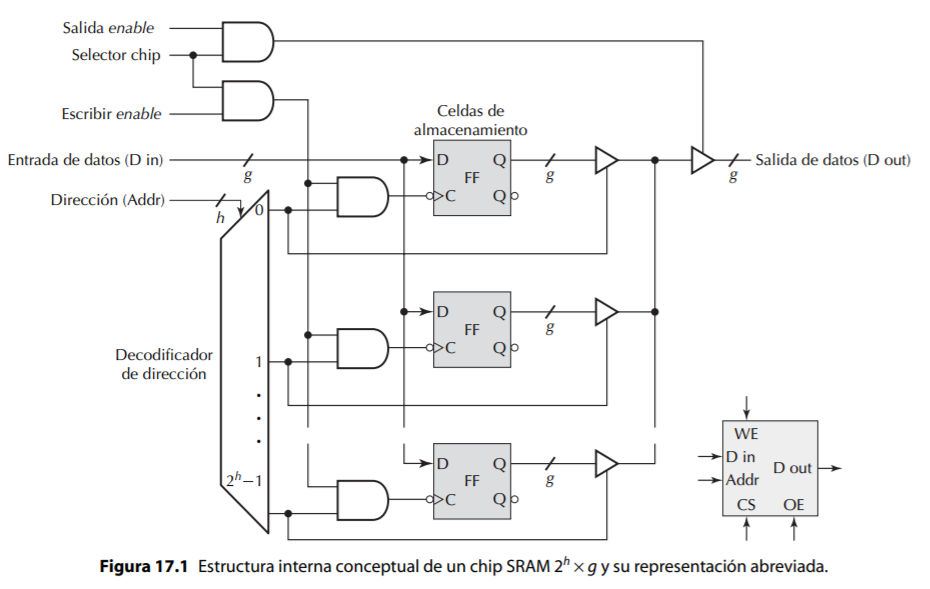 Salida enable
Selector chip
Escribir enable
Celdas de
almacenamiento
Entrada de datos (D in)
g
D
Q
FF
C
Q
g
g
Salida de datos (D out)
Dirección (Addr)
h
0
D
Q
FF
C
Q
g
Decodificador
de dirección
1
.
.
.
2ʰ–1
D
Q
FF
C
Q
g
WE
D in
D out
Addr
CS
OE
Figura 17.1 Estructura interna conceptual de un chip SRAM 2ʰ × g y su representación abreviada.